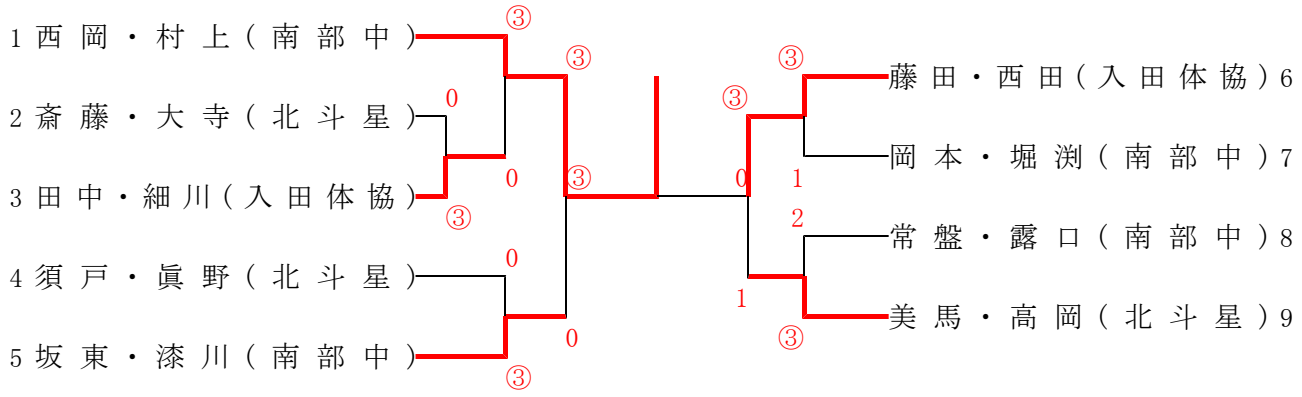 ③
1 西岡・村上(南部中)
③
③
藤田・西田(入田体協)6
0
③
2 斎藤・大寺(北斗星)
岡本・堀渕(南部中)7
0
③
0
1
3 田中・細川(入田体協)
③
2
常盤・露口(南部中)8
0
4 須戸・眞野(北斗星)
1
美馬・高岡(北斗星)9
0
③
5 坂東・漆川(南部中)
③